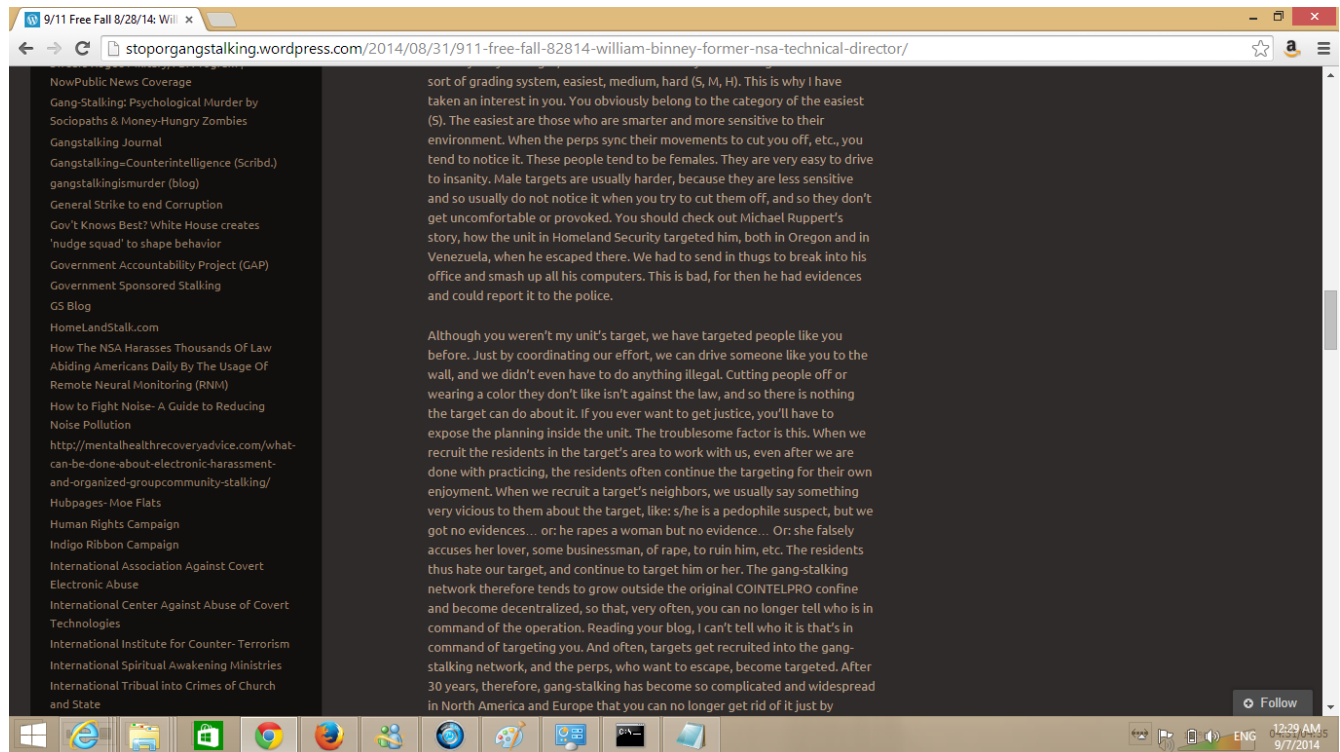 9/11 Free Fall 8/28/14: Will
stoporgangstalking.wordpress.com/2014/08/31/911-free-fall-82814-william-binney-former-nsa-technical-director/
NowPublic News Coverage
Gang-Stalking: Psychological Murder by
Sociopaths & Money-Hungry Zombies
Gangstalking Journal
Gangstalking=Counterintelligence (Scribd.)
gangstalkingismurder (blog)
General Strike to end Corruption
Gov't Knows Best? White House creates
'nudge squad' to shape behavior
Government Accountability Project (GAP)
Government Sponsored Stalking
GS Blog
HomeLandStalk.com
How The NSA Harasses Thousands Of Law
Abiding Americans Daily By The Usage Of
Remote Neural Monitoring (RNM)
How to Fight Noise- A Guide to Reducing
Noise Pollution
http://mentalhealthrecoveryadvice.com/what-
can-be-done-about-electronic-harassment-
and-organized-groupcommunity-stalking/
Hubpages- Moe Flats
Human Rights Campaign
Indigo Ribbon Campaign
International Association Against Covert
Electronic Abuse
International Center Against Abuse of Covert
Technologies
International Institute for Counter- Terrorism
International Spiritual Awakening Ministries
International Tribual into Crimes of Church
and State
sort of grading system, easiest, medium, hard (S, M, H). This is why I have
taken an interest in you. You obviously belong to the category of the easiest
(S). The easiest are those who are smarter and more sensitive to their
environment. When the perps sync their movements to cut you off, etc., you
tend to notice it. These people tend to be females. They are very easy to drive
to insanity. Male targets are usually harder, because they are less sensitive
and so usually do not notice it when you try to cut them off, and so they don't
get uncomfortable or provoked. You should check out Michael Ruppert's
story, how the unit in Homeland Security targeted him, both in Oregon and in
Venezuela, when he escaped there. We had to send in thugs to break into his
office and smash up all his computers. This is bad, for then he had evidences
and could report it to the police.
Although you weren't my unit's target, we have targeted people like you
before. Just by coordinating our effort, we can drive someone like you to the
wall, and we didn't even have to do anything illegal. Cutting people off or
wearing a color they don't like isn't against the law, and so there is nothing
the target can do about it. If you ever want to get justice, you'll have to
expose the planning inside the unit. The troublesome factor is this. When we
recruit the residents in the target's area to work with us, even after we are
done with practicing, the residents often continue the targeting for their own
enjoyment. When we recruit a target's neighbors, we usually say something
very vicious to them about the target, like: s/he is a pedophile suspect, but we
got no evidences… or: he rapes a woman but no evidence… Or: she falsely
accuses her lover, some businessman, of rape, to ruin him, etc. The residents
thus hate our target, and continue to target him or her. The gang-stalking
network therefore tends to grow outside the original COINTELPRO confine
and become decentralized, so that, very often, you can no longer tell who is in
command of the operation. Reading your blog, I can't tell who it is that's in
command of targeting you. And often, targets get recruited into the gang-
stalking network, and the perps, who want to escape, become targeted. After
30 years, therefore, gang-stalking has become so complicated and widespread
in North America and Europe that you can no longer get rid of it just by
Follow
ENG
12:29 AM
9/7/2014